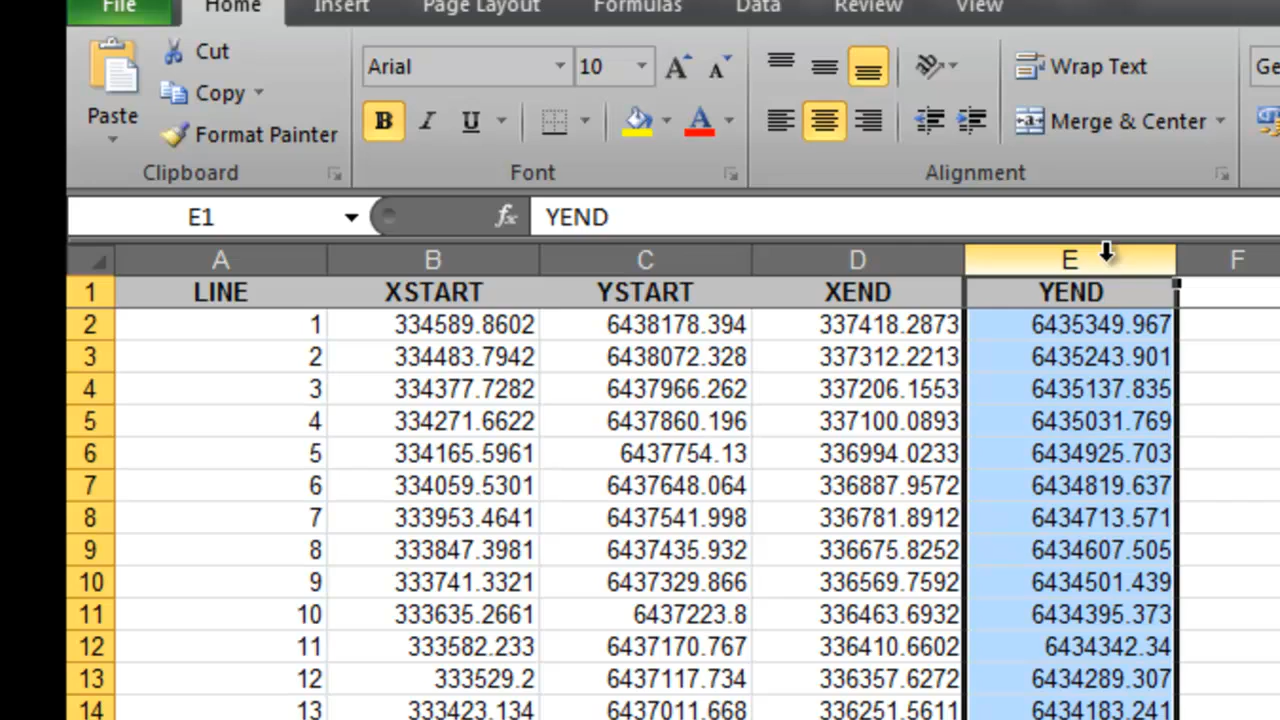 File Home Insert Page Layout Formulas Data Review View
Cut
Copy
Format Painter
Paste
Clipboard
Arial 10 A A
B I U A
Font
Wrap Text
Merge & Center
Alignment
Ge
E1 fx YEND
A B C D E F
1 LINE XSTART YSTART XEND YEND
2 1 334589.8602 6438178.394 337418.2873 6435349.967
3 2 334483.7942 6438072.328 337312.2213 6435243.901
4 3 334377.7282 6437966.262 337206.1553 6435137.835
5 4 334271.6622 6437860.196 337100.0893 6435031.769
6 5 334165.5961 6437754.13 336994.0233 6434925.703
7 6 334059.5301 6437648.064 336887.9572 6434819.637
8 7 333953.4641 6437541.998 336781.8912 6434713.571
9 8 333847.3981 6437435.932 336675.8252 6434607.505
10 9 333741.3321 6437329.866 336569.7592 6434501.439
11 10 333635.2661 6437223.8 336463.6932 6434395.373
12 11 333582.233 6437170.767 336410.6602 6434342.34
13 12 333529.2 6437117.734 336357.6272 6434289.307
14 13 333423.134 6437011.668 336251.5611 6434183.241